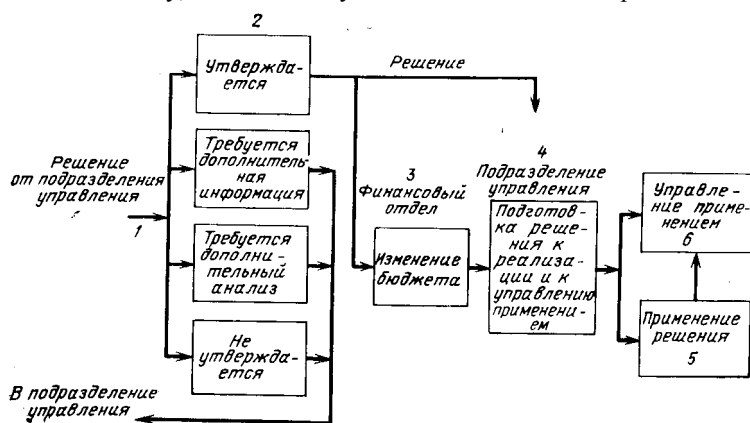 2
Утвержда-
ется
Решение
Решение
от подразделения
управления
1
Требуется
дополнитель-
ная
информация
Требуется
дополни-
тельный
анализ
Не
утвержда-
ется
В подразделение
управления
3
Финансовый
отдел
Изменение
бюджета
4
Подразделение
управления
Подготов-
ка реше-
ния к
реализа-
ции и к
управлению
применени-
ем
Управле-
ние приме-
нением
6
Применение
решения
5